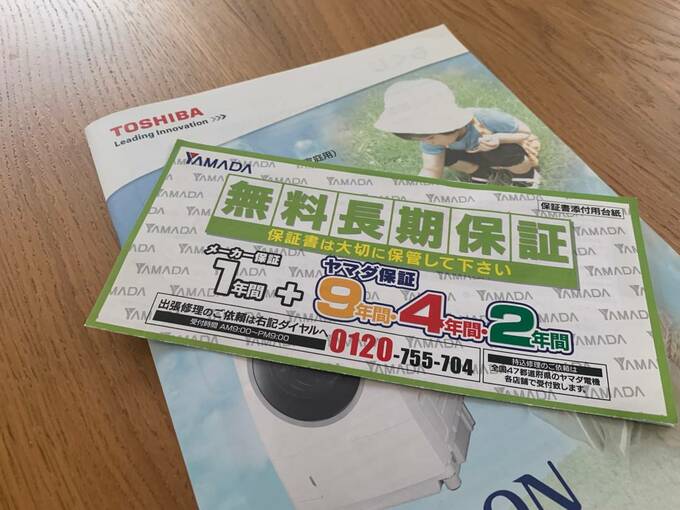 TOSHIBA
Leading Innovation >>>
家庭用)
YAMADA
無料長期保証
保証書添付用台紙
保証書は大切に保管して下さい
メーカー保証
1年間
+
ヤマダ保証
9年間・4年間・2年間
出張修理のご依頼は右記ダイヤルへ
受付時間 AM9:00〜PM9:00
0120-755-704
持込修理のご依頼は
全国47都道府県のヤマダ電機
各店舗で受付致します。
ON